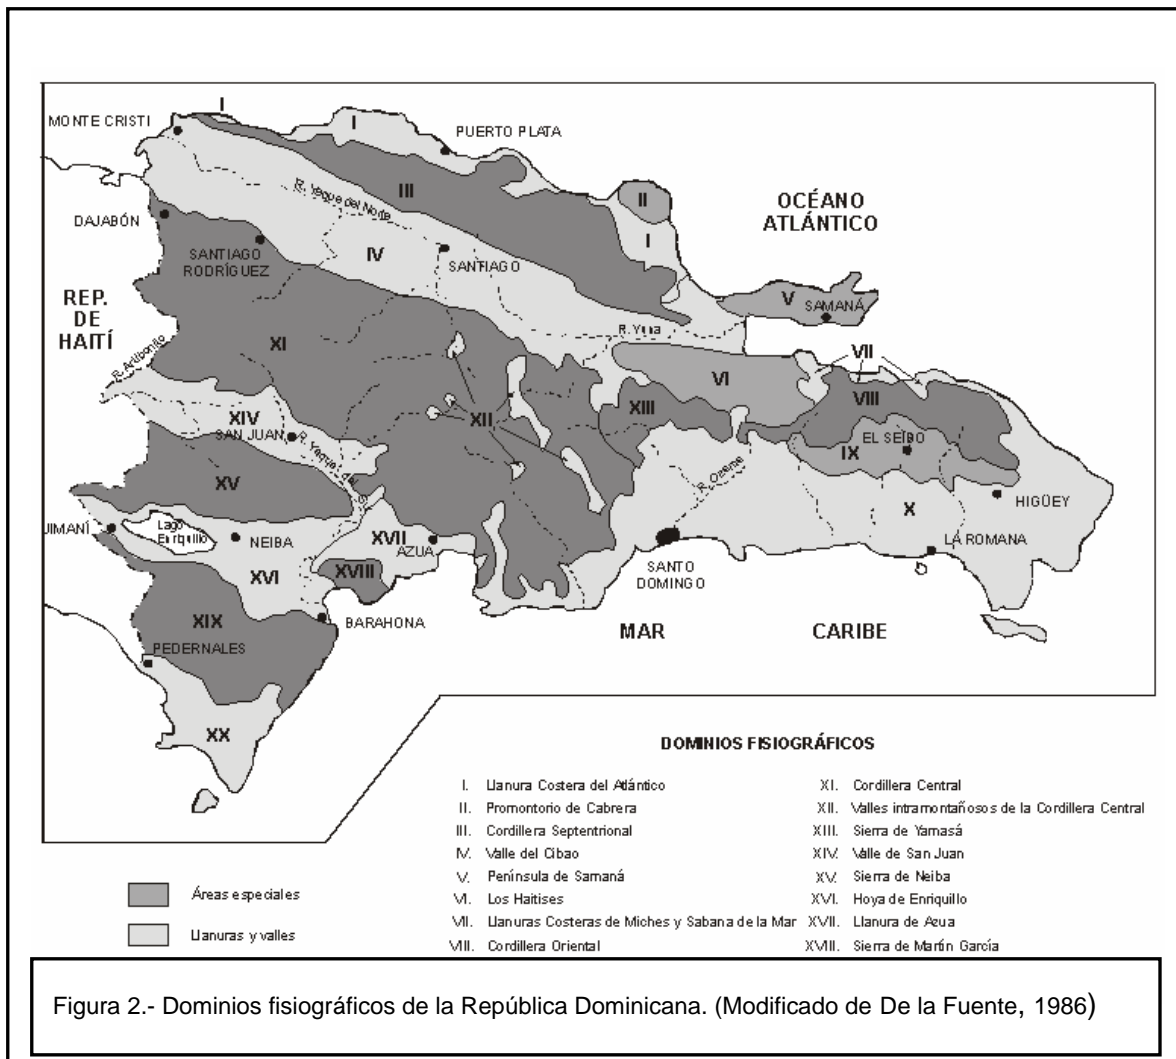 I
MONTE CRISTI
I
PUERTO PLATA
OCÉANO
ATLÁNTICO
II
III
R. Yaque del Norte
DAJABÓN
SANTIAGO
RODRÍGUEZ
IV
SANTIAGO
I
V
SAMANÁ
REP.
DE
HAITÍ
R. Yuna
R. Artibonito
XI
VI
VII
VIII
XII
XIII
XIV
SAN JUAN
R. Yaque del Sur
EL SEIBO
IX
XV
R. Ozama
X
HIGÜEY
JIMANÍ
Lago
Enriquillo
NEIBA
XVII
AZUA
LA ROMANA
SANTO
DOMINGO
XVI
XVIII
XIX
BARAHONA
MAR CARIBE
PEDERNALES
XX
DOMINIOS FISIOGRÁFICOS
I. Llanura Costera del Atlántico
II. Promontorio de Cabrera
III. Cordillera Septentrional
IV. Valle del Cibao
V. Península de Samaná
VI. Los Haitises
VII. Llanuras Costeras de Miches y Sabana de la Mar
VIII. Cordillera Oriental
XI. Cordillera Central
XII. Valles intramontañosos de la Cordillera Central
XIII. Sierra de Yamasá
XIV. Valle de San Juan
XV. Sierra de Neiba
XVI. Hoya de Enriquillo
XVII. Llanura de Azua
XVIII. Sierra de Martín García
Áreas especiales
Llanuras y valles
Figura 2.- Dominios fisiográficos de la República Dominicana. (Modificado de De la Fuente, 1986)